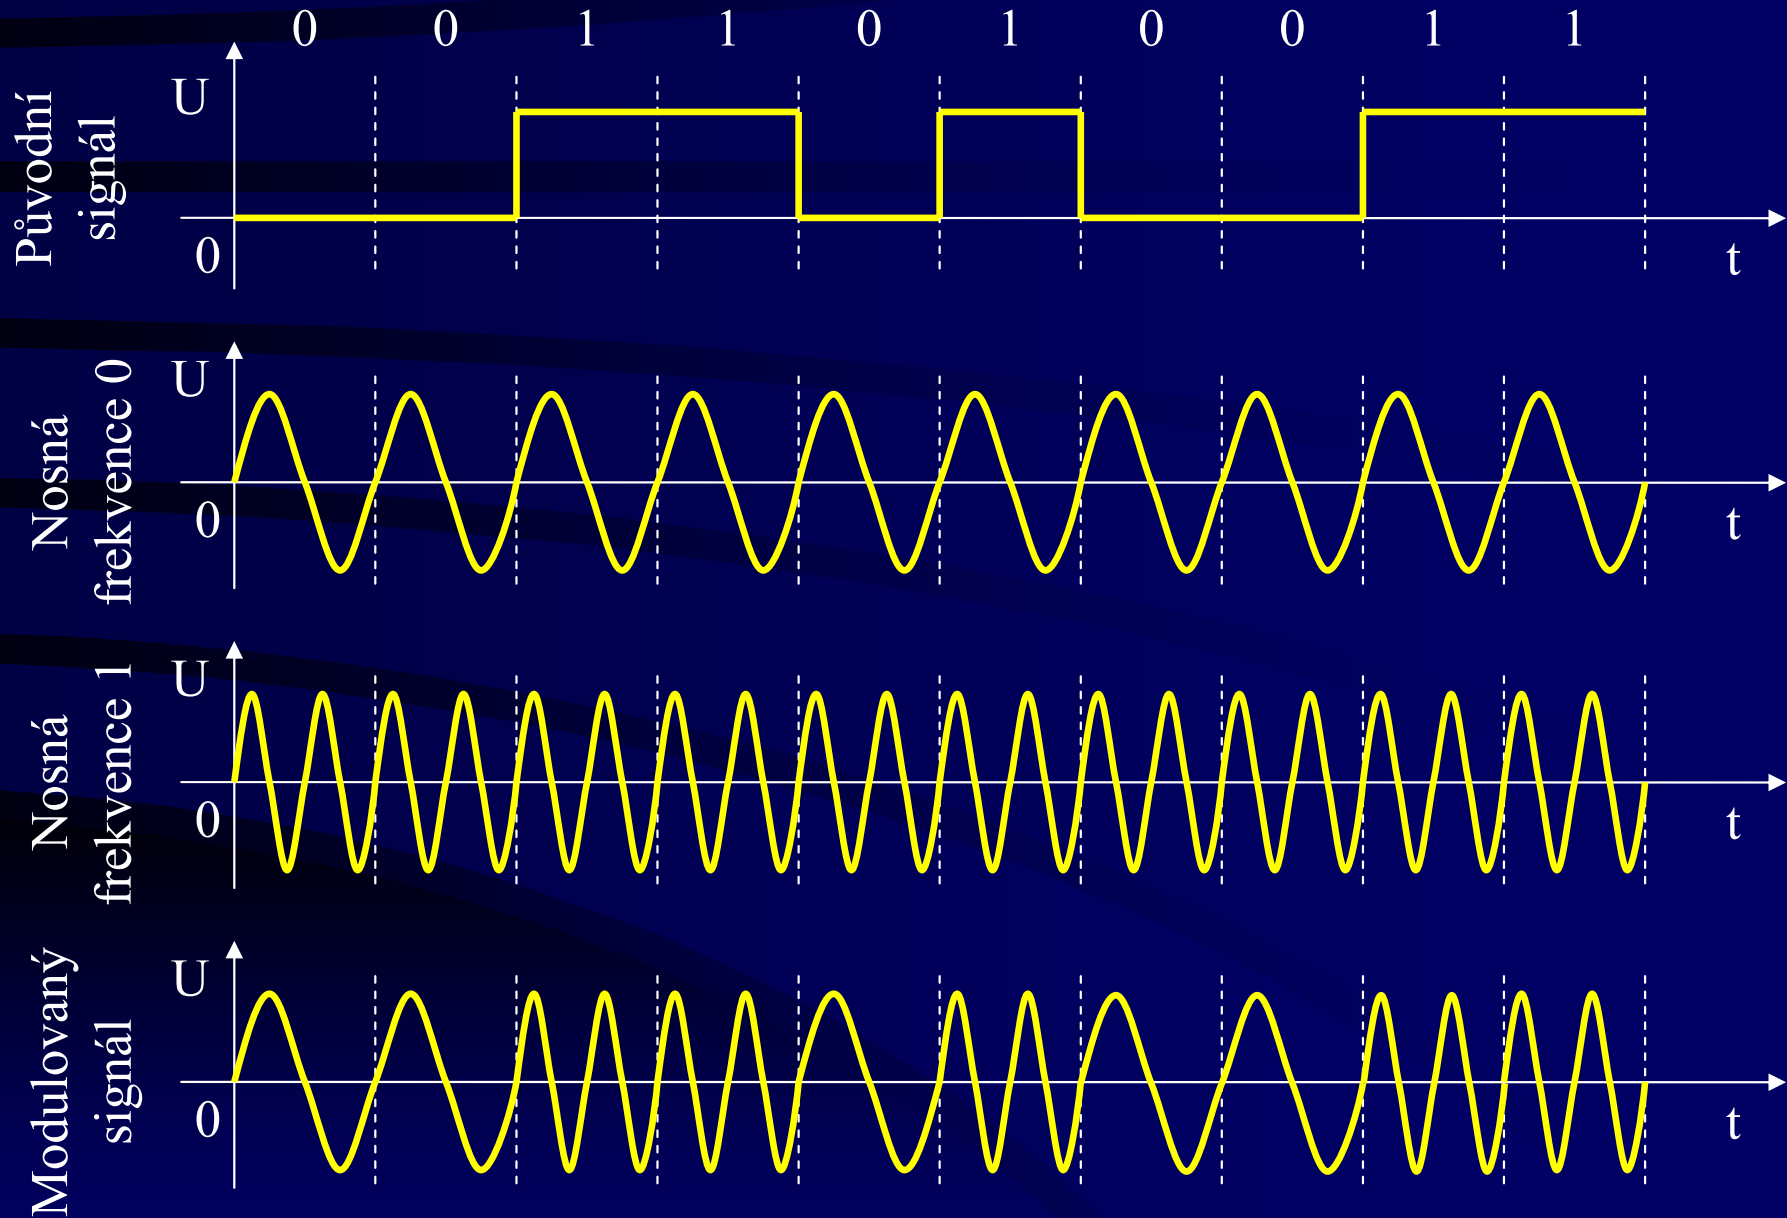 0 0 1 1 0 1 0 0 1 1
Původní
signál
U
0
t
Nosná
frekvence 0
U
0
t
Nosná
frekvence 1
U
0
t
Modulovaný
signál
U
0
t